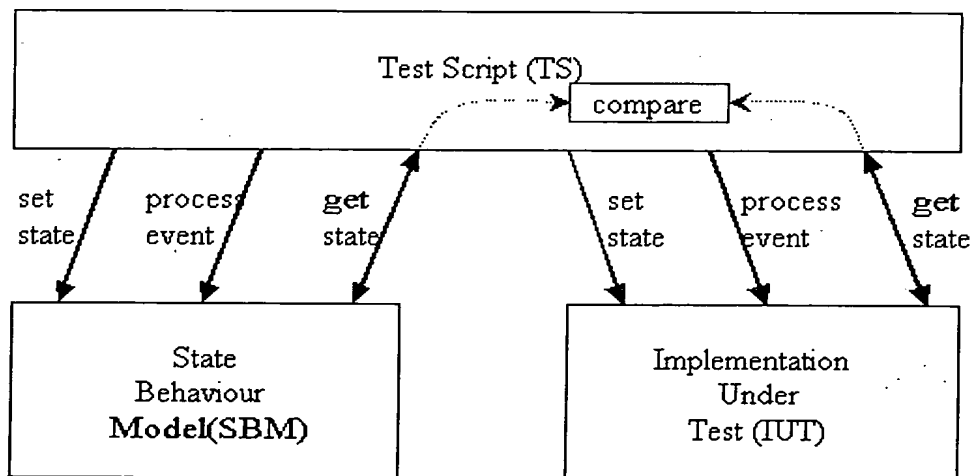 Test Script (TS)
compare
set
state
process
event
get
state
set
state
process
event
get
state
State
Behaviour
Model(SBM)
Implementation
Under
Test (IUT)